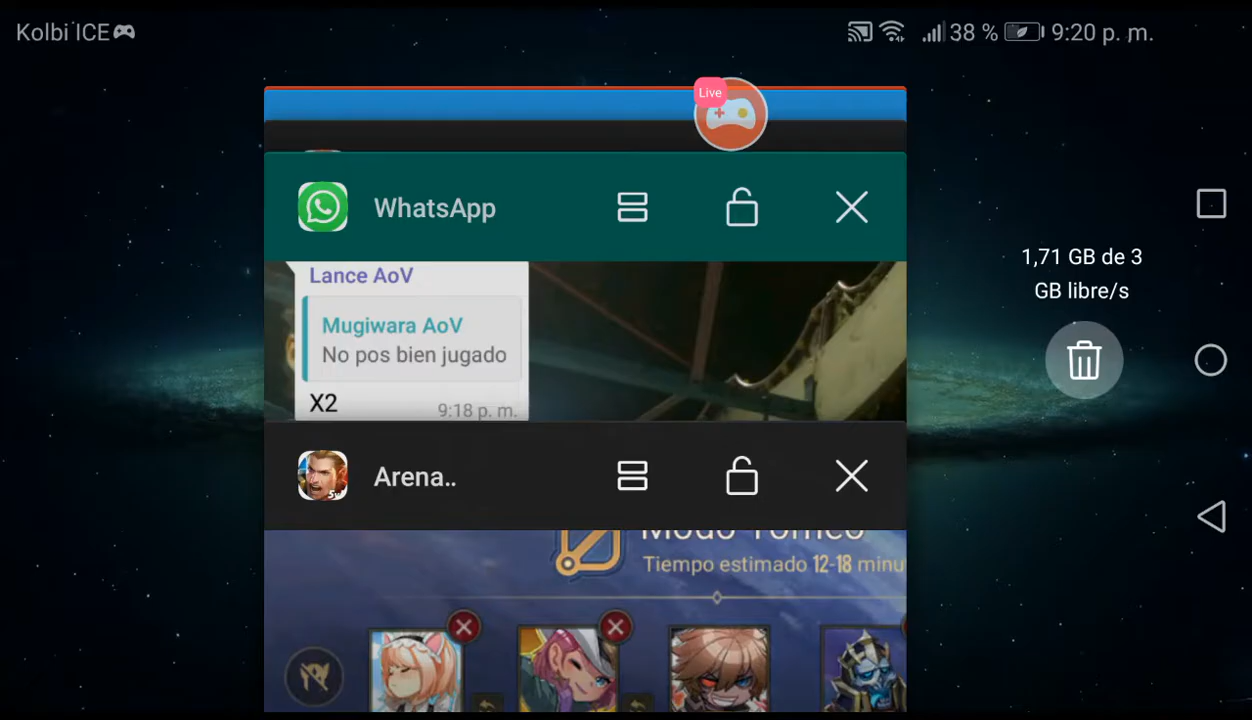 Kolbi ICE
38 %
9:20 p. m.
Live
WhatsApp
1,71 GB de 3
GB libre/s
Lance AoV
Mugiwara AoV
No pos bien jugado
X2
9:18 p. m.
Arena..
5v
Modo Torneo
Tiempo estimado 12-18 minu